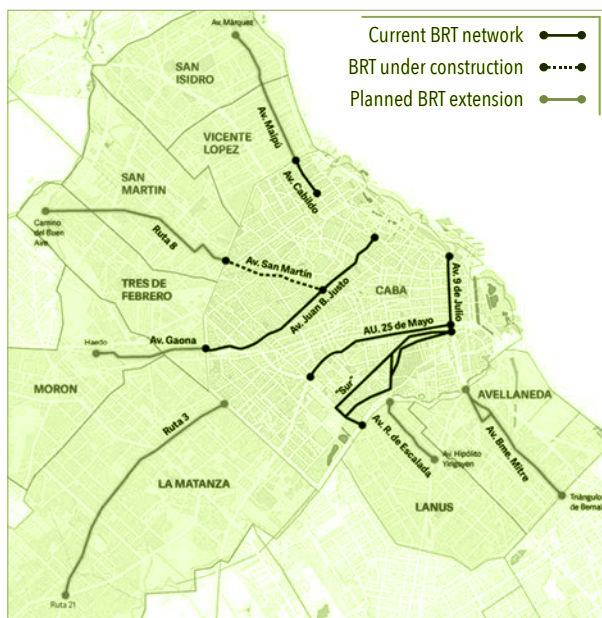 Current BRT network
BRT under construction
Planned BRT extension
Av. Márquez
SAN
ISIDRO
Av. Maipú
VICENTE
LOPEZ
Av. Cabildo
SAN
MARTIN
Camino
del Buen
Aire
Ruta 8
Av. San Martín
TRES DE
FEBRERO
CABA
Av. 9 de Julio
Av. Juan B. Justo
AU. 25 de Mayo
Av. Gaona
Haedo
"Sur"
MORON
AVELLANEDA
Ruta 3
Av. R. de Escalada
Av. Hipólito
Yirigoyen
Av. Bme. Mitre
LA MATANZA
LANUS
Triángulo
de Bernal
Ruta 21